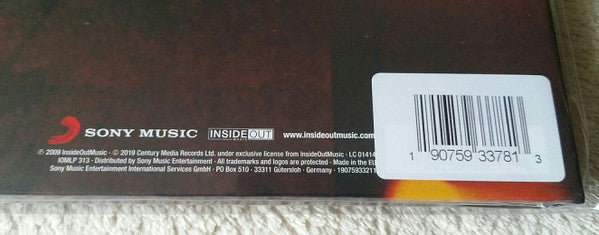 SONY MUSIC INSIDEOUT www.insideoutmusic.com
℗ 2009 InsideOutMusic · © 2019 Century Media Records Ltd. under exclusive license from InsideOutMusic · LC 01414
IOMLP 313 · Distributed by Sony Music Entertainment · All trademarks and logos are protected · Made in the EU
Sony Music Entertainment International Services GmbH · PO Box 510 · 33311 Gütersloh · Germany · 19075933211
1 90759 33781 3